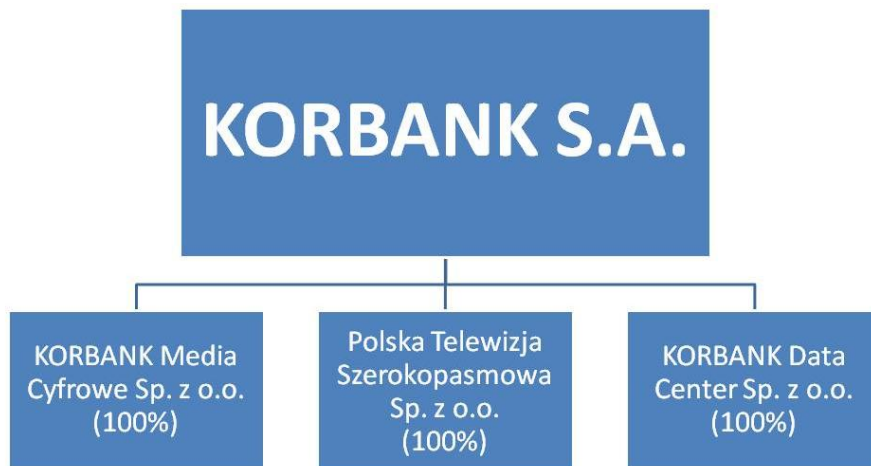 KORBANK S.A.
KORBANK Media
Cyfrowe Sp. z o.o.
(100%)
Polska Telewizja
Szerokopasmowa
Sp. z o.o.
(100%)
KORBANK Data
Center Sp. z o.o.
(100%)